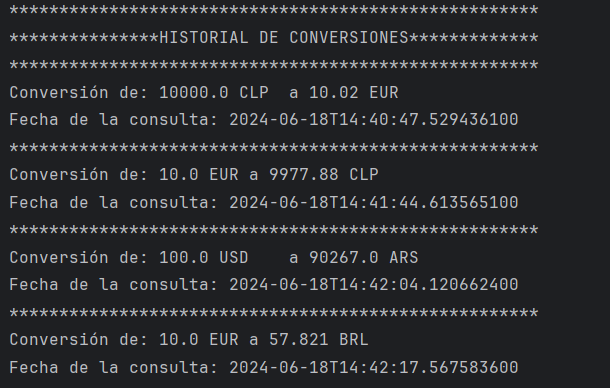 *****************************************************
***************HISTORIAL DE CONVERSIONES*************
*****************************************************
Conversión de: 10000.0 CLP  a 10.02 EUR
Fecha de la consulta: 2024-06-18T14:40:47.529436100
*****************************************************
Conversión de: 10.0 EUR a 9977.88 CLP
Fecha de la consulta: 2024-06-18T14:41:44.613565100
*****************************************************
Conversión de: 100.0 USD    a 90267.0 ARS
Fecha de la consulta: 2024-06-18T14:42:04.120662400
*****************************************************
Conversión de: 10.0 EUR a 57.821 BRL
Fecha de la consulta: 2024-06-18T14:42:17.567583600